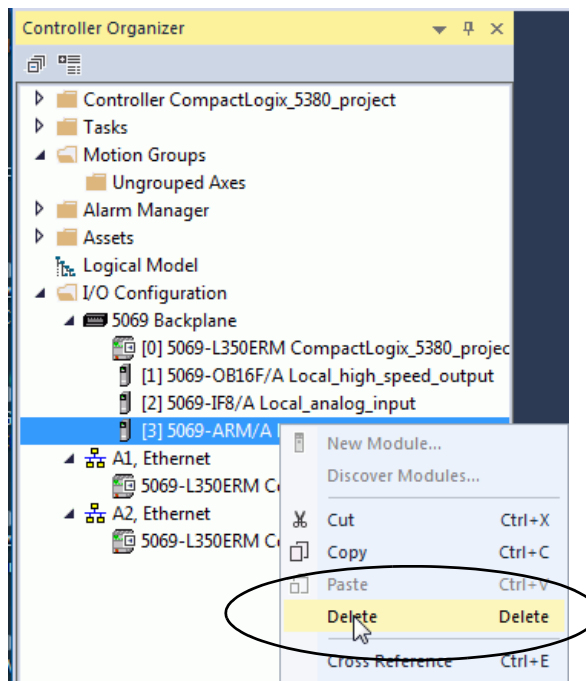 Controller Organizer
Controller CompactLogix_5380_project
Tasks
Motion Groups
Ungrouped Axes
Alarm Manager
Assets
Logical Model
I/O Configuration
5069 Backplane
[0] 5069-L350ERM CompactLogix_5380_projec
[1] 5069-OB16F/A Local_high_speed_output
[2] 5069-IF8/A Local_analog_input
[3] 5069-ARM/A
New Module...
A1, Ethernet
Discover Modules...
5069-L350ERM C
A2, Ethernet
Cut Ctrl+X
5069-L350ERM C
Copy Ctrl+C
Paste Ctrl+V
Delete Delete
Cross Reference Ctrl+E